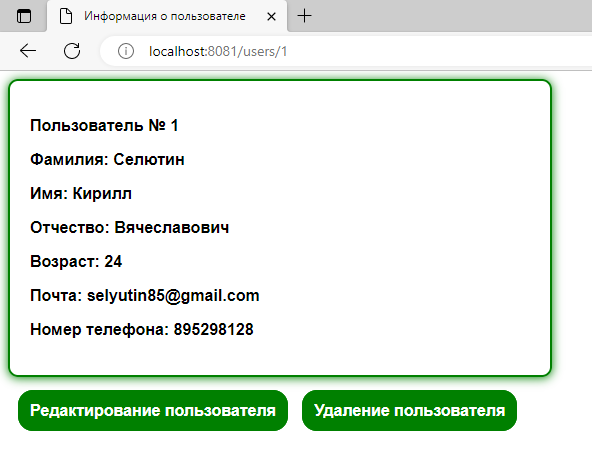 Информация о пользователе
localhost:8081/users/1
Пользователь № 1
Фамилия: Селютин
Имя: Кирилл
Отчество: Вячеславович
Возраст: 24
Почта: selyutin85@gmail.com
Номер телефона: 895298128
Редактирование пользователя
Удаление пользователя